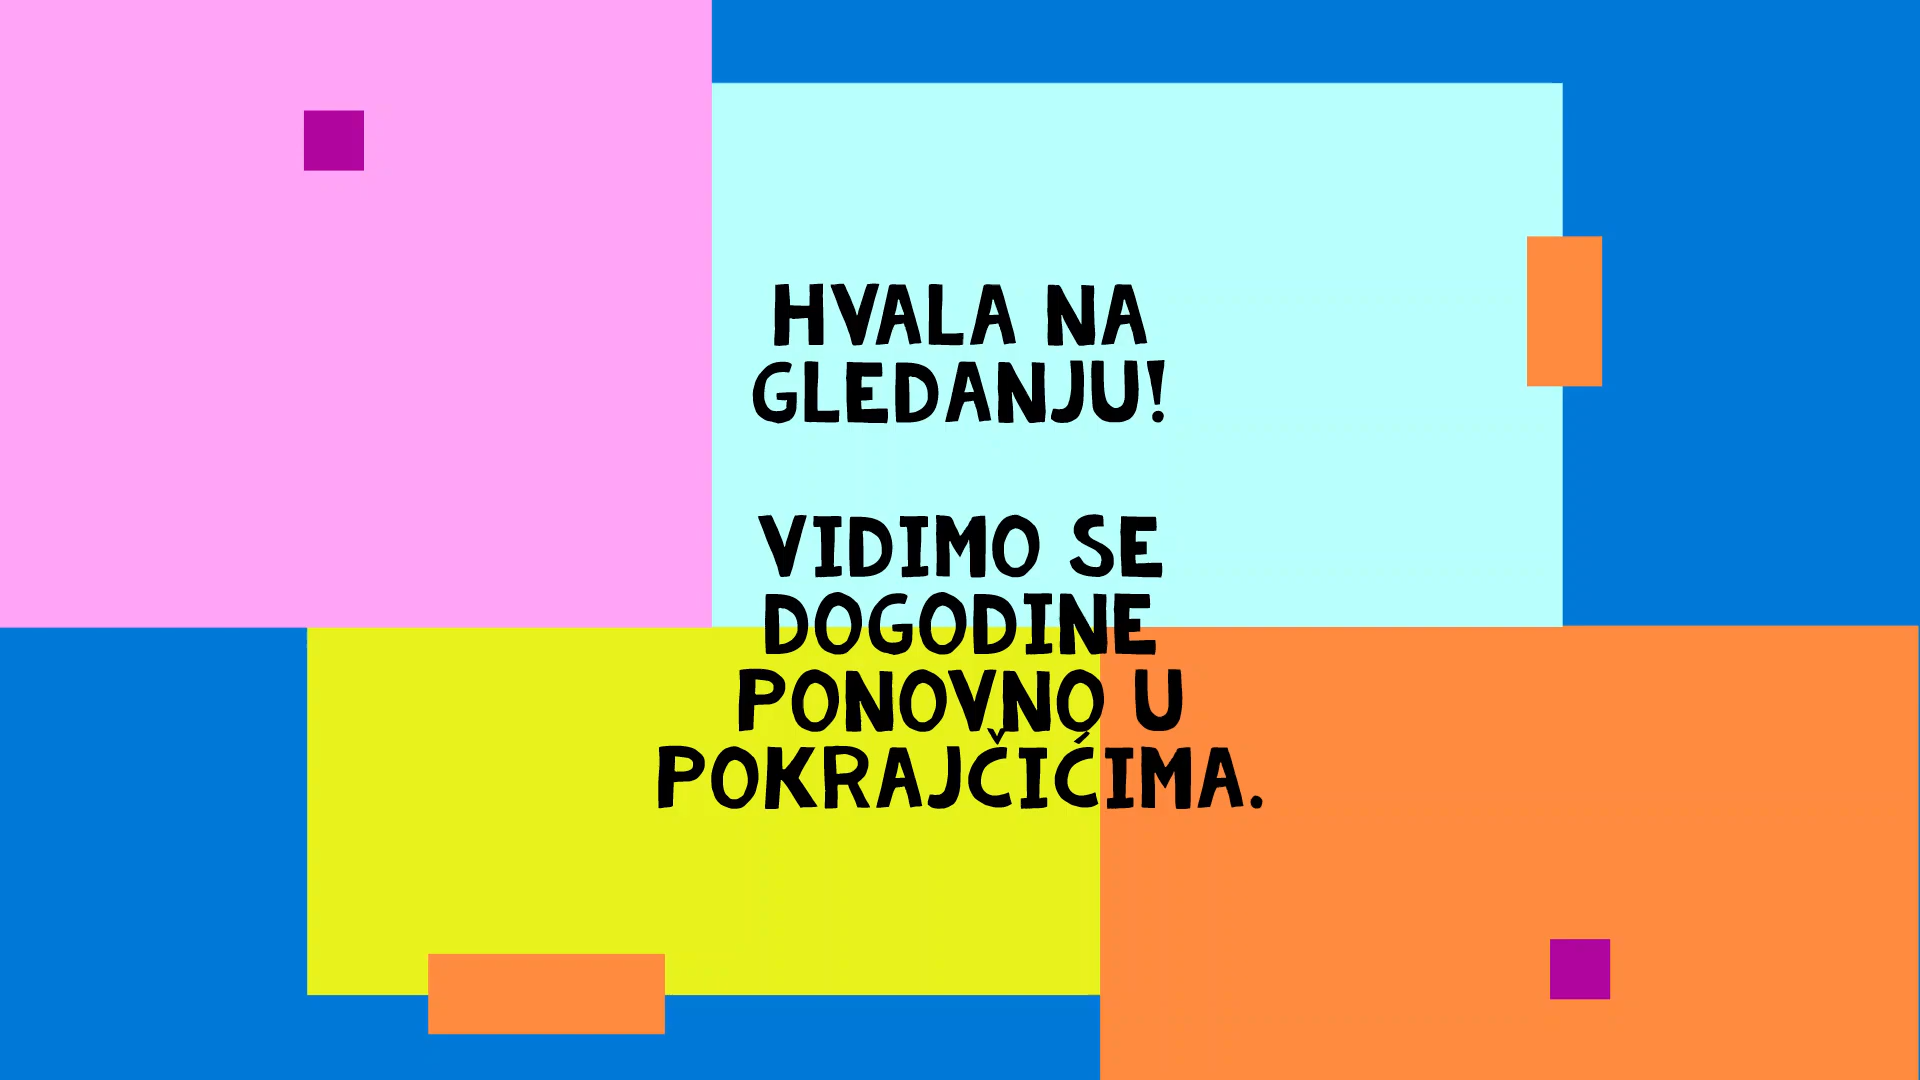 HVALA NA
GLEDANJU!
VIDIMO SE
DOGODINE
PONOVNO U
POKRAJČIĆIMA.